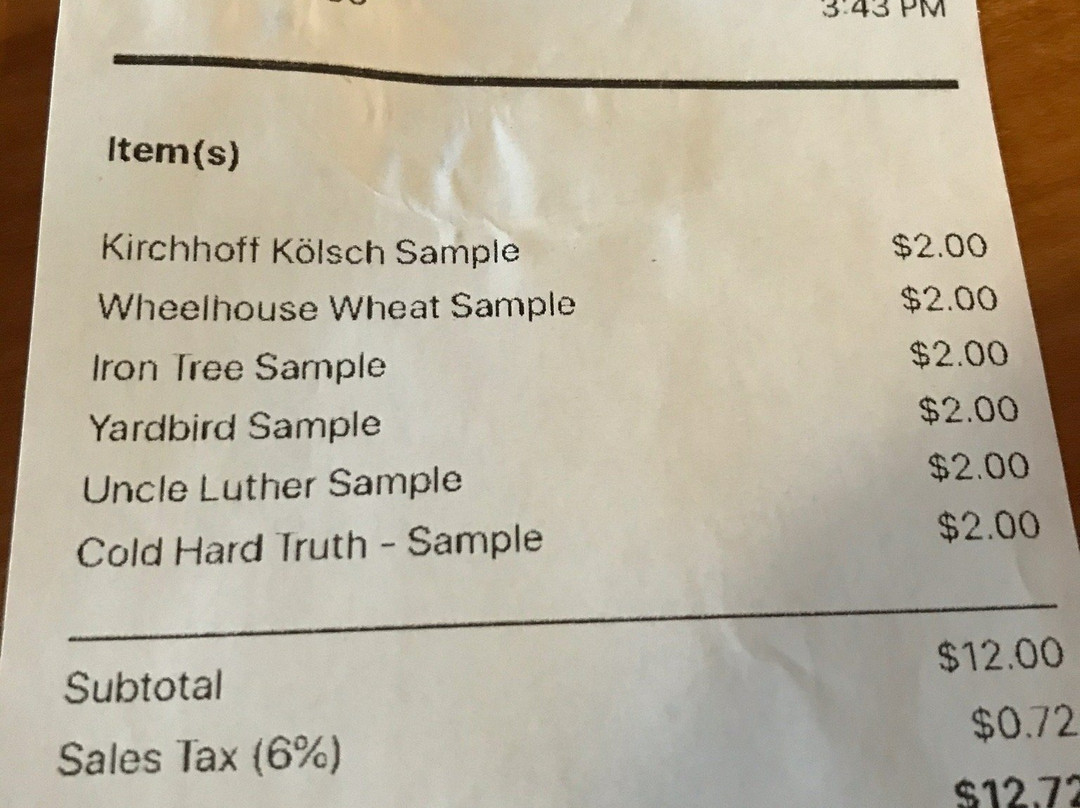 3:43 PM
Item(s)
Kirchhoff Kölsch Sample $2.00
Wheelhouse Wheat Sample $2.00
Iron Tree Sample $2.00
Yardbird Sample $2.00
Uncle Luther Sample $2.00
Cold Hard Truth - Sample $2.00
Subtotal $12.00
Sales Tax (6%) $0.72
$12.72